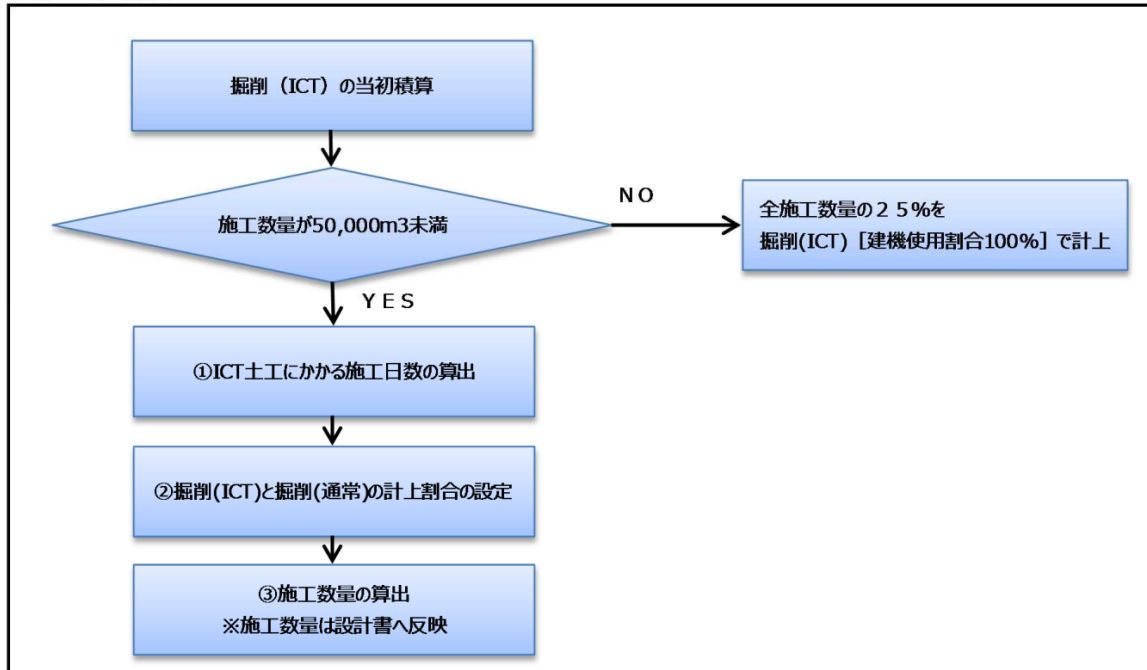 掘削（ICT）の当初積算
施工数量が50,000m3未満
ＮＯ
全施工数量の２５%を
掘削(ICT)［建機使用割合100%］で計上
ＹＥＳ
①ICT土工にかかる施工日数の算出
②掘削(ICT)と掘削(通常)の計上割合の設定
③施工数量の算出
※施工数量は設計書へ反映